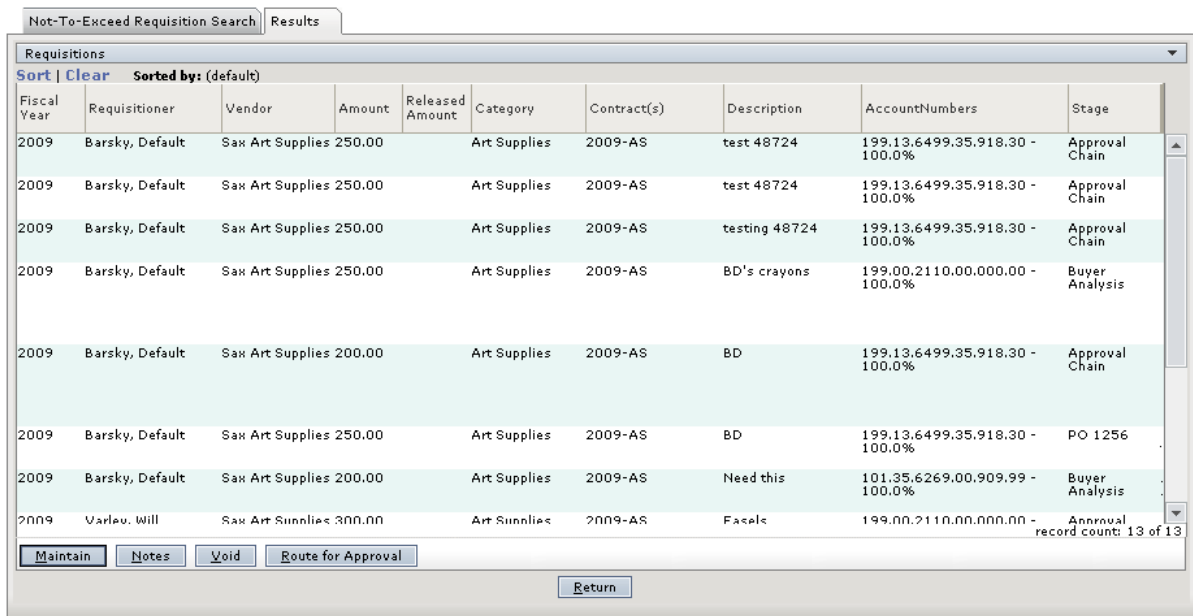 Not-To-Exceed Requisition Search Results
Requisitions
Sort | Clear Sorted by: (default)
Fiscal Year Requisitioner Vendor Amount Released Amount Category Contract(s) Description AccountNumbers Stage
2009 Barsky, Default Sax Art Supplies 250.00 Art Supplies 2009-AS test 48724 199.13.6499.35.918.30 - 100.0% Approval Chain
2009 Barsky, Default Sax Art Supplies 250.00 Art Supplies 2009-AS test 48724 199.13.6499.35.918.30 - 100.0% Approval Chain
2009 Barsky, Default Sax Art Supplies 250.00 Art Supplies 2009-AS testing 48724 199.13.6499.35.918.30 - 100.0% Approval Chain
2009 Barsky, Default Sax Art Supplies 250.00 Art Supplies 2009-AS BD's crayons 199.00.2110.00.000.00 - 100.0% Buyer Analysis
2009 Barsky, Default Sax Art Supplies 200.00 Art Supplies 2009-AS BD 199.13.6499.35.918.30 - 100.0% Approval Chain
2009 Barsky, Default Sax Art Supplies 250.00 Art Supplies 2009-AS BD 199.13.6499.35.918.30 - 100.0% PO 1256
2009 Barsky, Default Sax Art Supplies 200.00 Art Supplies 2009-AS Need this 101.35.6269.00.909.99 - 100.0% Buyer Analysis
2009 Varley, Will Sax Art Supplies 300.00 Art Supplies 2009-AS Easels 199.00.2110.00.000.00 - Approval
record count: 13 of 13
Maintain Notes Void Route for Approval
Return